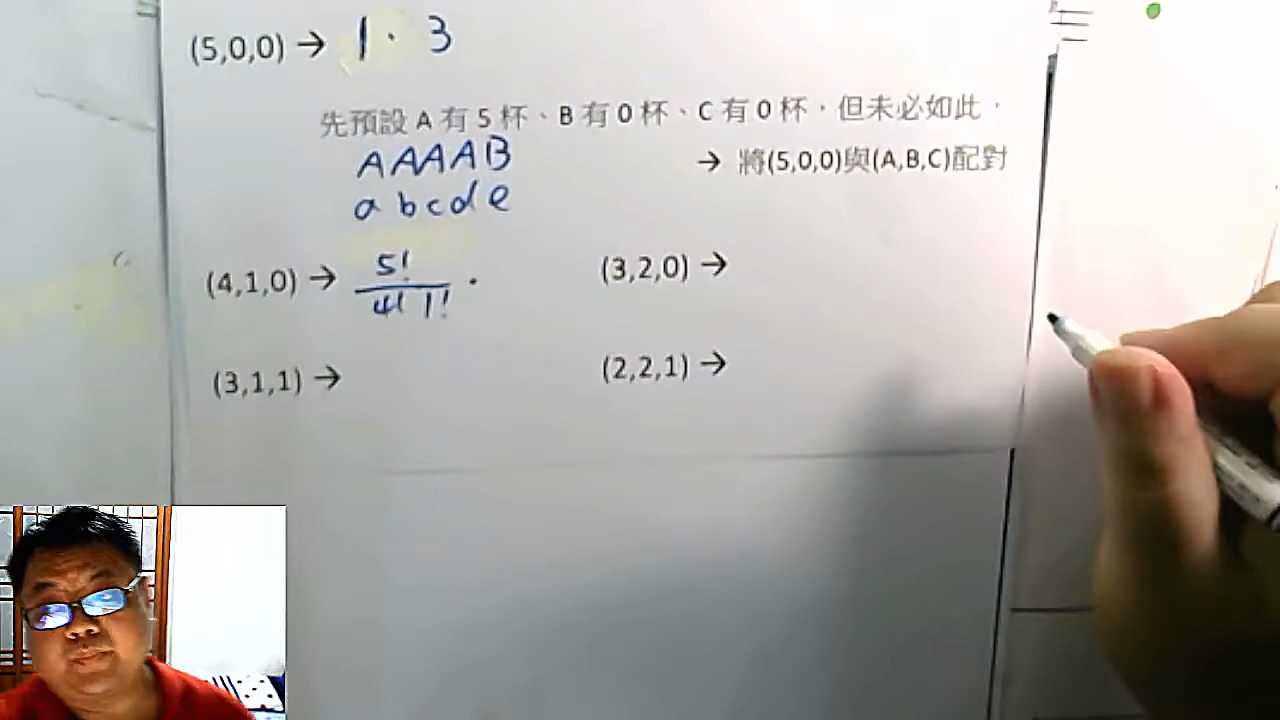 (5,0,0) → 1 · 3
先預設 A 有 5 杯、B 有 0 杯、C 有 0 杯，但未必如此，
AAAAB → 將(5,0,0)與(A,B,C)配對
a b c d e
(4,1,0) → 5!/4! 1! · (3,2,0) →
(3,1,1) → (2,2,1) →